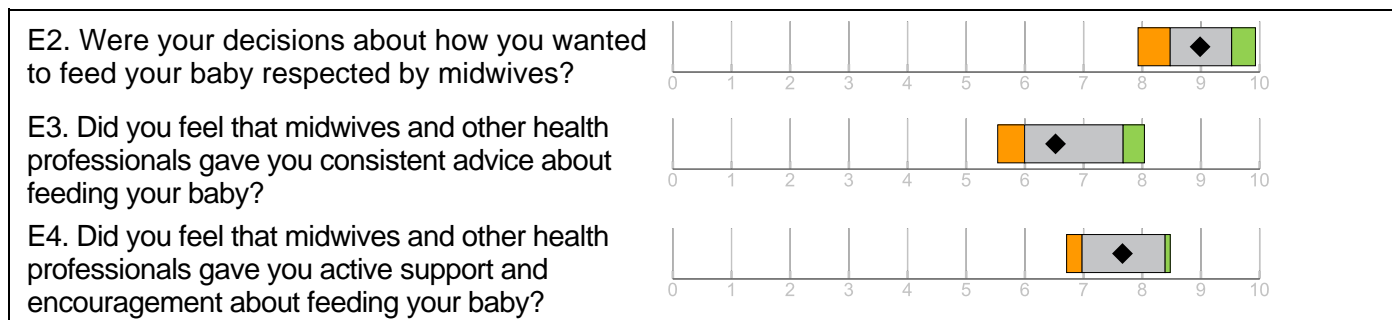 E2. Were your decisions about how you wanted
to feed your baby respected by midwives?
0 1 2 3 4 5 6 7 8 9 10
E3. Did you feel that midwives and other health
professionals gave you consistent advice about
feeding your baby?
0 1 2 3 4 5 6 7 8 9 10
E4. Did you feel that midwives and other health
professionals gave you active support and
encouragement about feeding your baby?
0 1 2 3 4 5 6 7 8 9 10